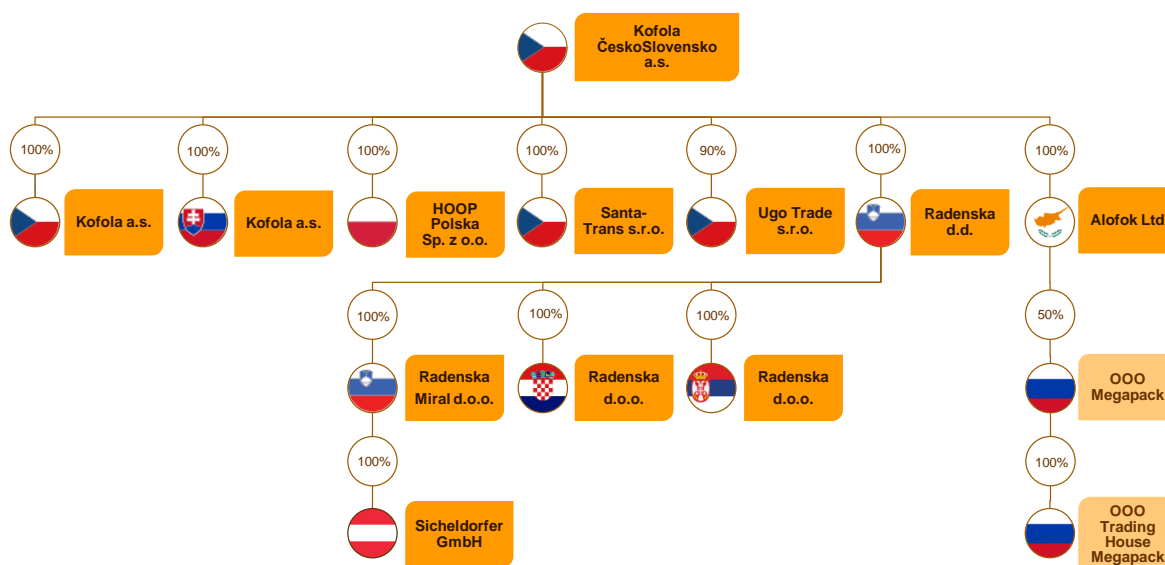 Kofola
ČeskoSlovensko
a.s.
100%
100%
100%
100%
90%
100%
100%
Kofola a.s.
Kofola a.s.
HOOP
Polska
Sp. z o.o.
Santa-
Trans s.r.o.
Ugo Trade
s.r.o.
Radenska
d.d.
Alofok Ltd
100%
100%
100%
50%
Radenska
Miral d.o.o.
Radenska
d.o.o.
Radenska
d.o.o.
OOO
Megapack
100%
100%
Sicheldorfer
GmbH
OOO
Trading
House
Megapack